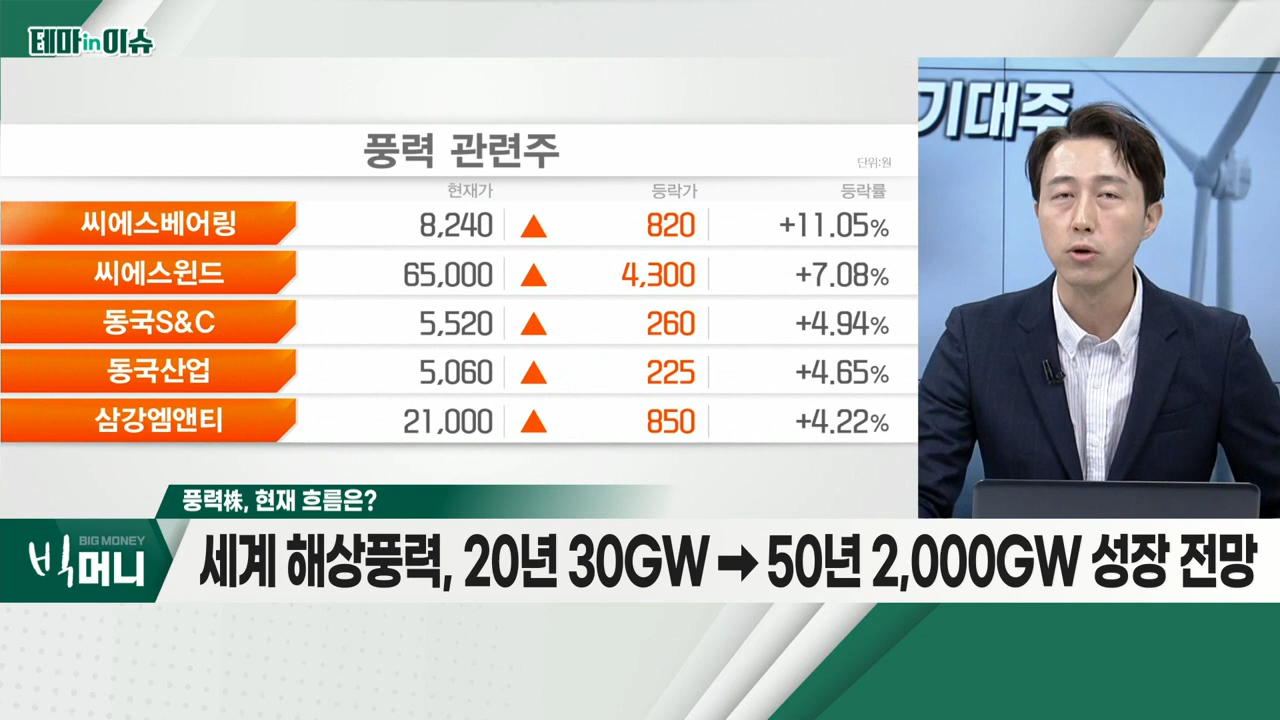 테마in이슈
기대주
풍력 관련주
단위:원
현재가 등락가 등락률
씨에스베어링 8,240 ▲ 820 +11.05%
씨에스윈드 65,000 ▲ 4,300 +7.08%
동국S&C 5,520 ▲ 260 +4.94%
동국산업 5,060 ▲ 225 +4.65%
삼강엠앤티 21,000 ▲ 850 +4.22%
풍력株, 현재 흐름은?
BIG MONEY
빅머니
세계 해상풍력, 20년 30GW ➡ 50년 2,000GW 성장 전망